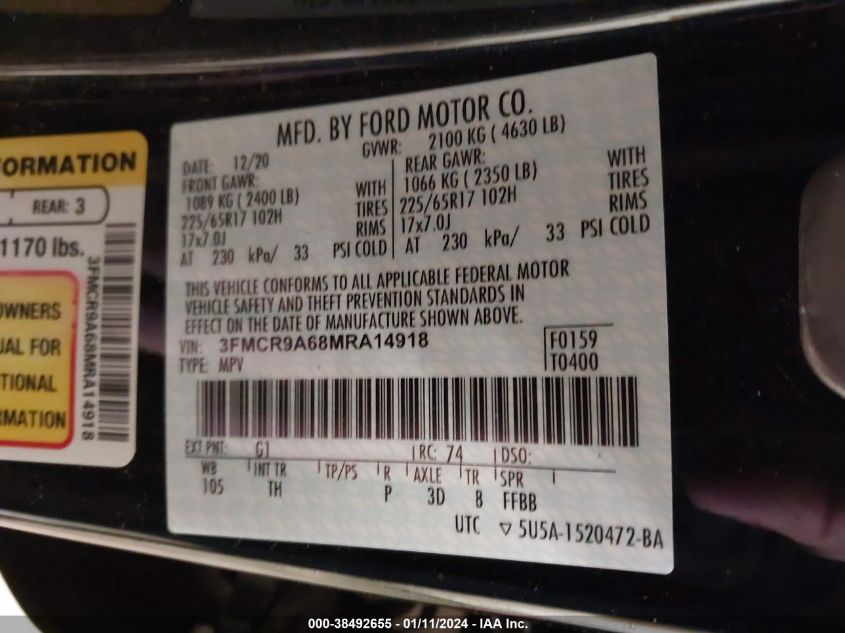 FORMATION
REAR: 3
1170 lbs.
OWNERS
UAL FOR
TIONAL
RMATION
3FMCR9A68MRA14918
MFD. BY FORD MOTOR CO.
DATE: 12/20 GVWR: 2100 KG ( 4630 LB)
FRONT GAWR: REAR GAWR:
1089 KG ( 2400 LB) WITH 1066 KG ( 2350 LB) WITH
225/65R17 102H TIRES 225/65R17 102H TIRES
17x7.0J RIMS 17x7.0J RIMS
AT 230 kPa/ 33 PSI COLD AT 230 kPa/ 33 PSI COLD
THIS VEHICLE CONFORMS TO ALL APPLICABLE FEDERAL MOTOR
VEHICLE SAFETY AND THEFT PREVENTION STANDARDS IN
EFFECT ON THE DATE OF MANUFACTURE SHOWN ABOVE.
VIN: 3FMCR9A68MRA14918 F0159
TYPE: MPV T0400
EXT PNT: G1 RC: 74 DSO:
WB INT TR TP/PS R AXLE TR SPR
105 TH P 3D 8 FFBB
UTC ▽ 5U5A-1520472-BA
000-38492655 - 01/11/2024 - IAA Inc.